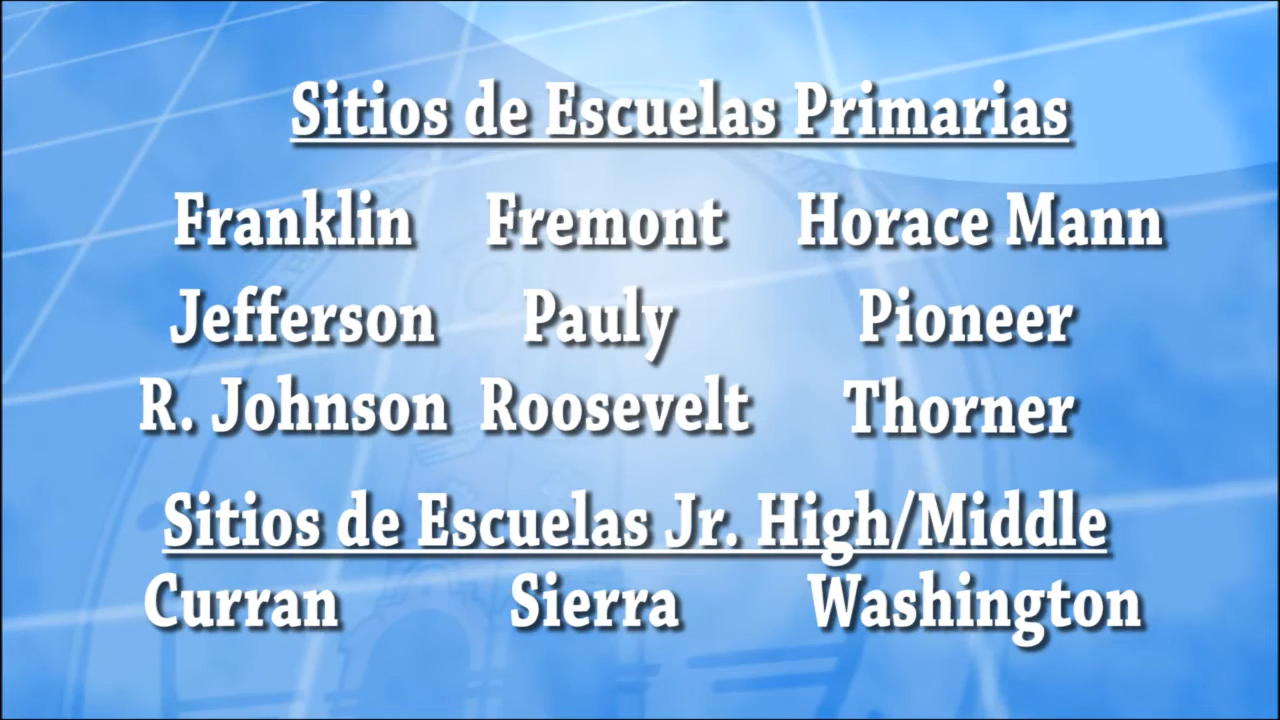 Sitios de Escuelas Primarias
Franklin Fremont Horace Mann
Jefferson Pauly Pioneer
R. Johnson Roosevelt Thorner
Sitios de Escuelas Jr. High/Middle
Curran Sierra Washington